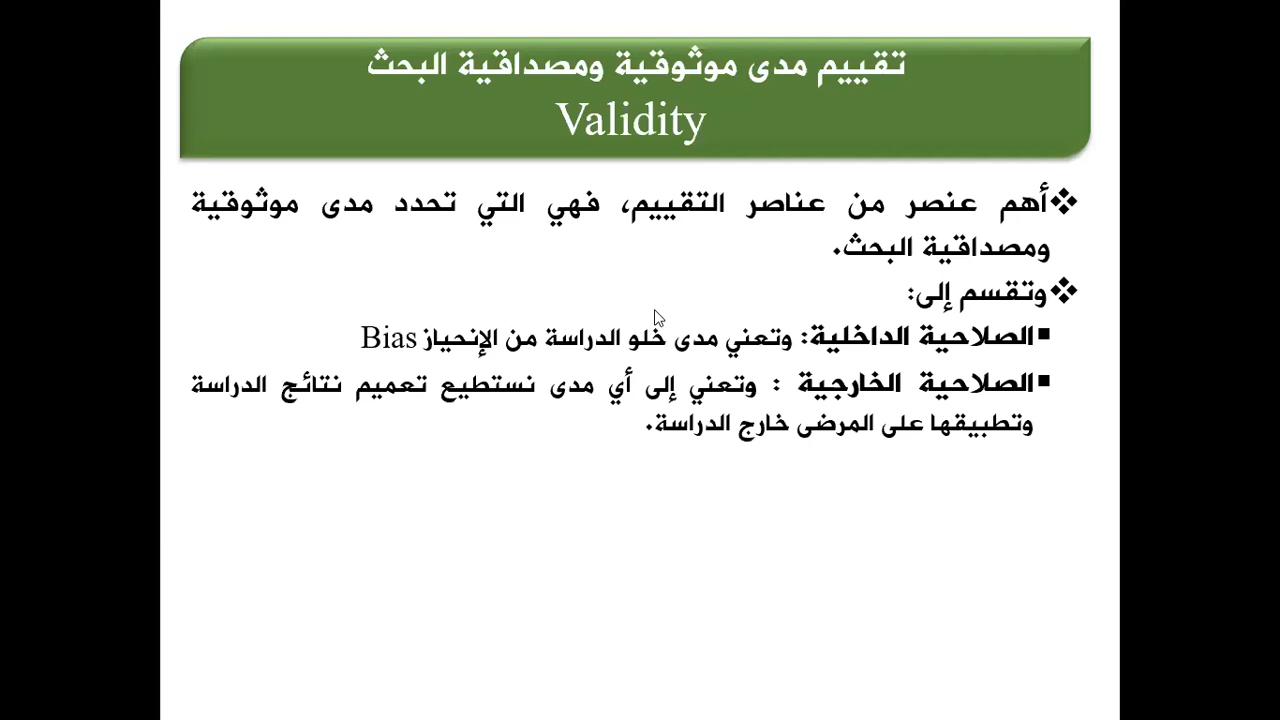 تقييم مدى موثوقية ومصداقية البحث
Validity
❖أهم عنصر من عناصر التقييم، فهي التي تحدد مدى موثوقية
ومصداقية البحث.
❖وتقسم إلى:
▪الصلاحية الداخلية: وتعني مدى خلو الدراسة من الإنحياز Bias
▪الصلاحية الخارجية : وتعني إلى أي مدى نستطيع تعميم نتائج الدراسة
وتطبيقها على المرضى خارج الدراسة.